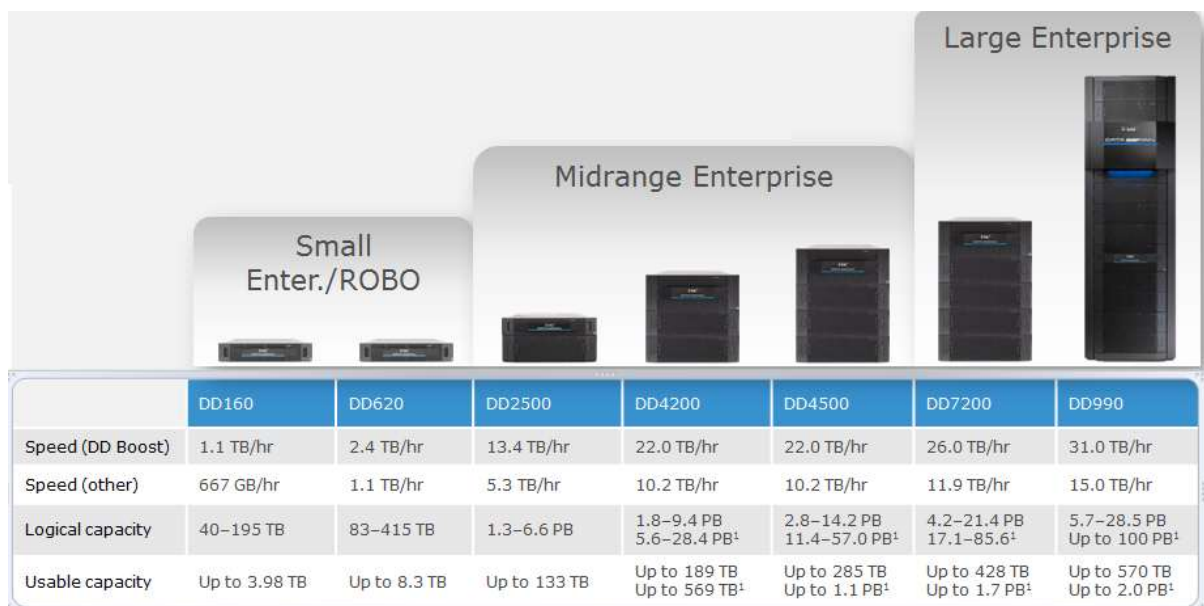 Large Enterprise
Midrange Enterprise
Small
Enter./ROBO
DD160 DD620 DD2500 DD4200 DD4500 DD7200 DD990
Speed (DD Boost) 1.1 TB/hr 2.4 TB/hr 13.4 TB/hr 22.0 TB/hr 22.0 TB/hr 26.0 TB/hr 31.0 TB/hr
Speed (other) 667 GB/hr 1.1 TB/hr 5.3 TB/hr 10.2 TB/hr 10.2 TB/hr 11.9 TB/hr 15.0 TB/hr
Logical capacity 40–195 TB 83–415 TB 1.3–6.6 PB 1.8–9.4 PB 2.8–14.2 PB 4.2–21.4 PB 5.7–28.5 PB
5.6–28.4 PB¹ 11.4–57.0 PB¹ 17.1–85.6¹ Up to 100 PB¹
Usable capacity Up to 3.98 TB Up to 8.3 TB Up to 133 TB Up to 189 TB Up to 285 TB Up to 428 TB Up to 570 TB
Up to 569 TB¹ Up to 1.1 PB¹ Up to 1.7 PB¹ Up to 2.0 PB¹